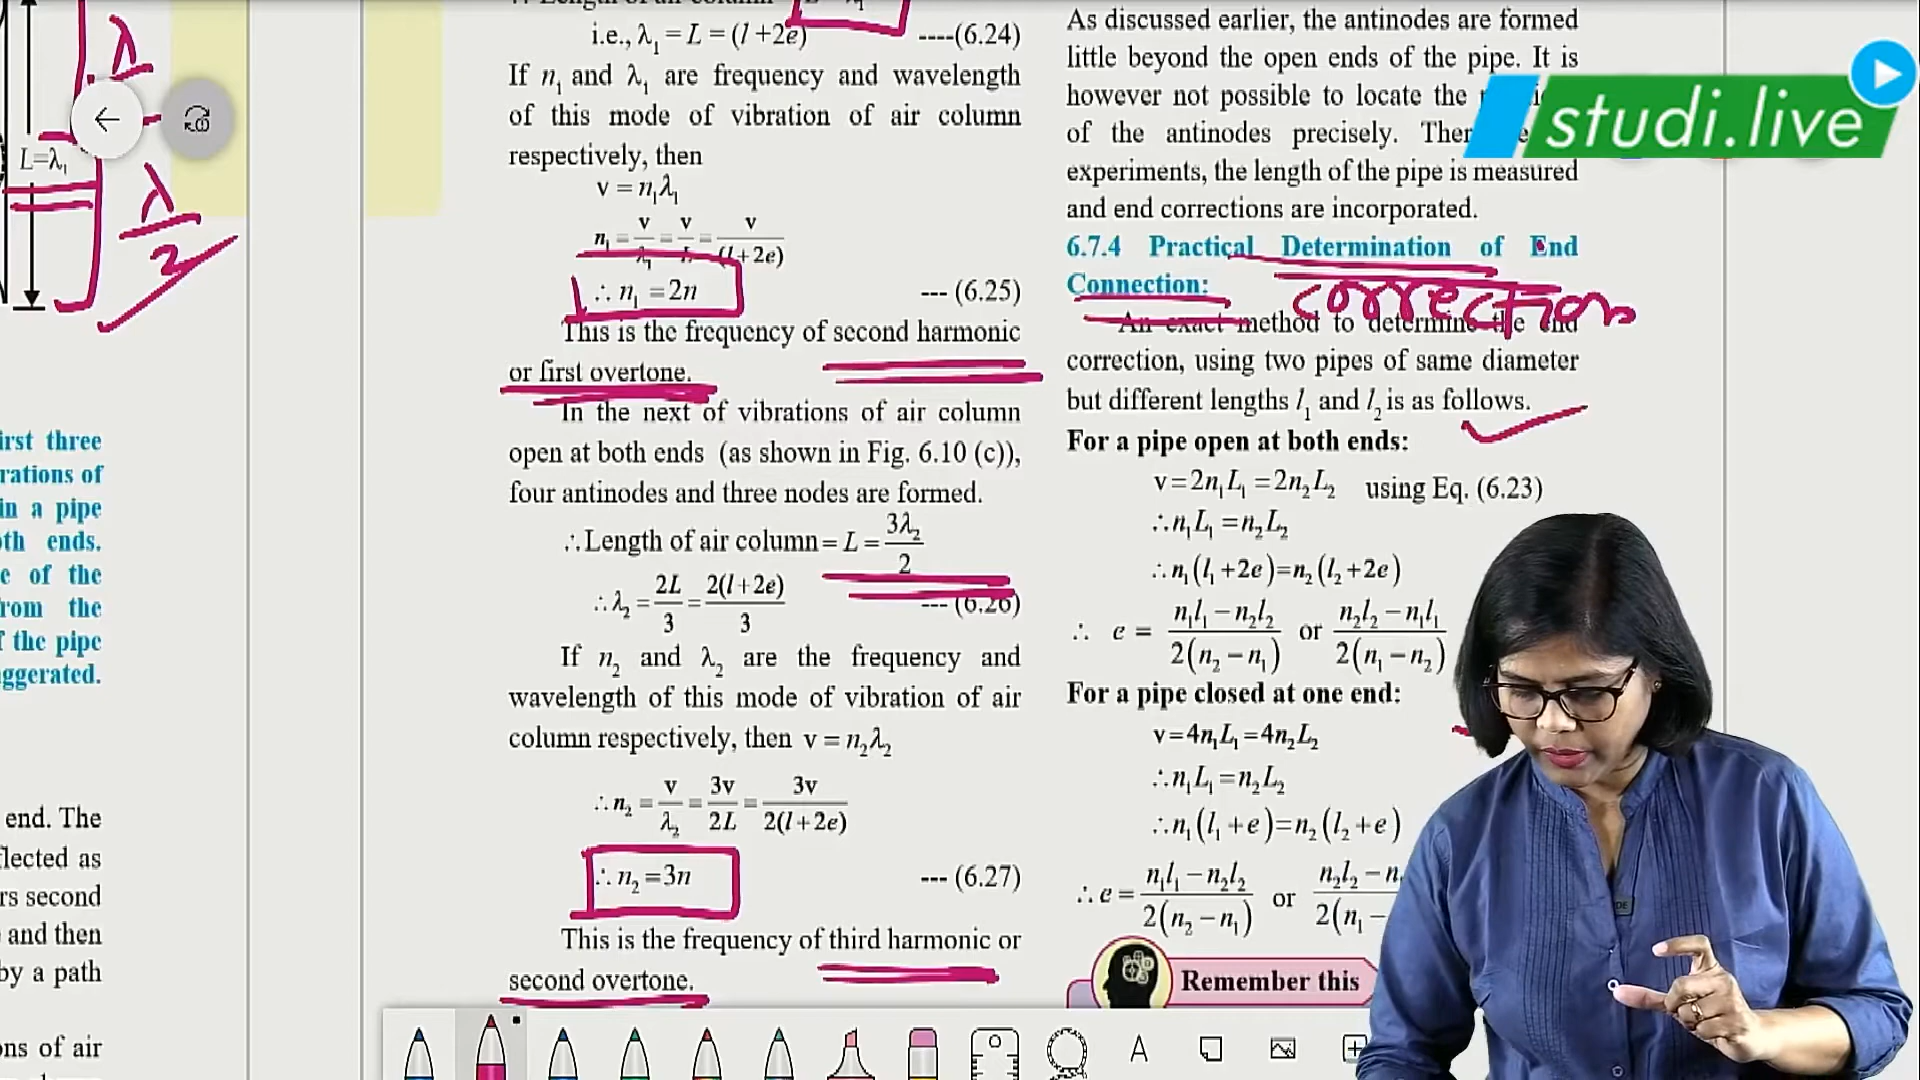 λ
L=λ₁
λ
2
irst three
rations of
in a pipe
oth ends.
e of the
rom the
f the pipe
aggerated.
end. The
flected as
rs second
and then
by a path
ns of air
i.e., λ₁ = L = (l +2e) ----(6.24)
If n₁ and λ₁ are frequency and wavelength
of this mode of vibration of air column
respectively, then
v = n₁λ₁
n₁ = v/λ₁ = v/L = v/(l+2e)
∴ n₁ = 2n --- (6.25)
This is the frequency of second harmonic
or first overtone.
In the next of vibrations of air column
open at both ends (as shown in Fig. 6.10 (c)),
four antinodes and three nodes are formed.
∴ Length of air column = L = 3λ₂/2
∴ λ₂ = 2L/3 = 2(l+2e)/3 --- (6.26)
If n₂ and λ₂ are the frequency and
wavelength of this mode of vibration of air
column respectively, then v = n₂λ₂
∴ n₂ = v/λ₂ = 3v/2L = 3v/2(l+2e)
∴ n₂ = 3n --- (6.27)
This is the frequency of third harmonic or
second overtone.
As discussed earlier, the antinodes are formed
little beyond the open ends of the pipe. It is
however not possible to locate the
of the antinodes precisely.
experiments, the length of the pipe is measured
and end corrections are incorporated.
studi.live
6.7.4 Practical Determination of End
Connection:
correction
An exact method to determine the end
correction, using two pipes of same diameter
but different lengths l₁ and l₂ is as follows.
For a pipe open at both ends:
v = 2n₁L₁ = 2n₂L₂ using Eq. (6.23)
∴ n₁L₁ = n₂L₂
∴ n₁(l₁+2e) = n₂(l₂+2e)
∴ e = n₁l₁ − n₂l₂/2(n₂ − n₁) or n₂l₂ − n₁l₁/2(n₁ − n₂)
For a pipe closed at one end:
v = 4n₁L₁ = 4n₂L₂
∴ n₁L₁ = n₂L₂
∴ n₁(l₁+e) = n₂(l₂+e)
∴ e = n₁l₁ − n₂l₂/2(n₂ − n₁) or n₂l₂ − n/2(n₁ −
Remember this
A